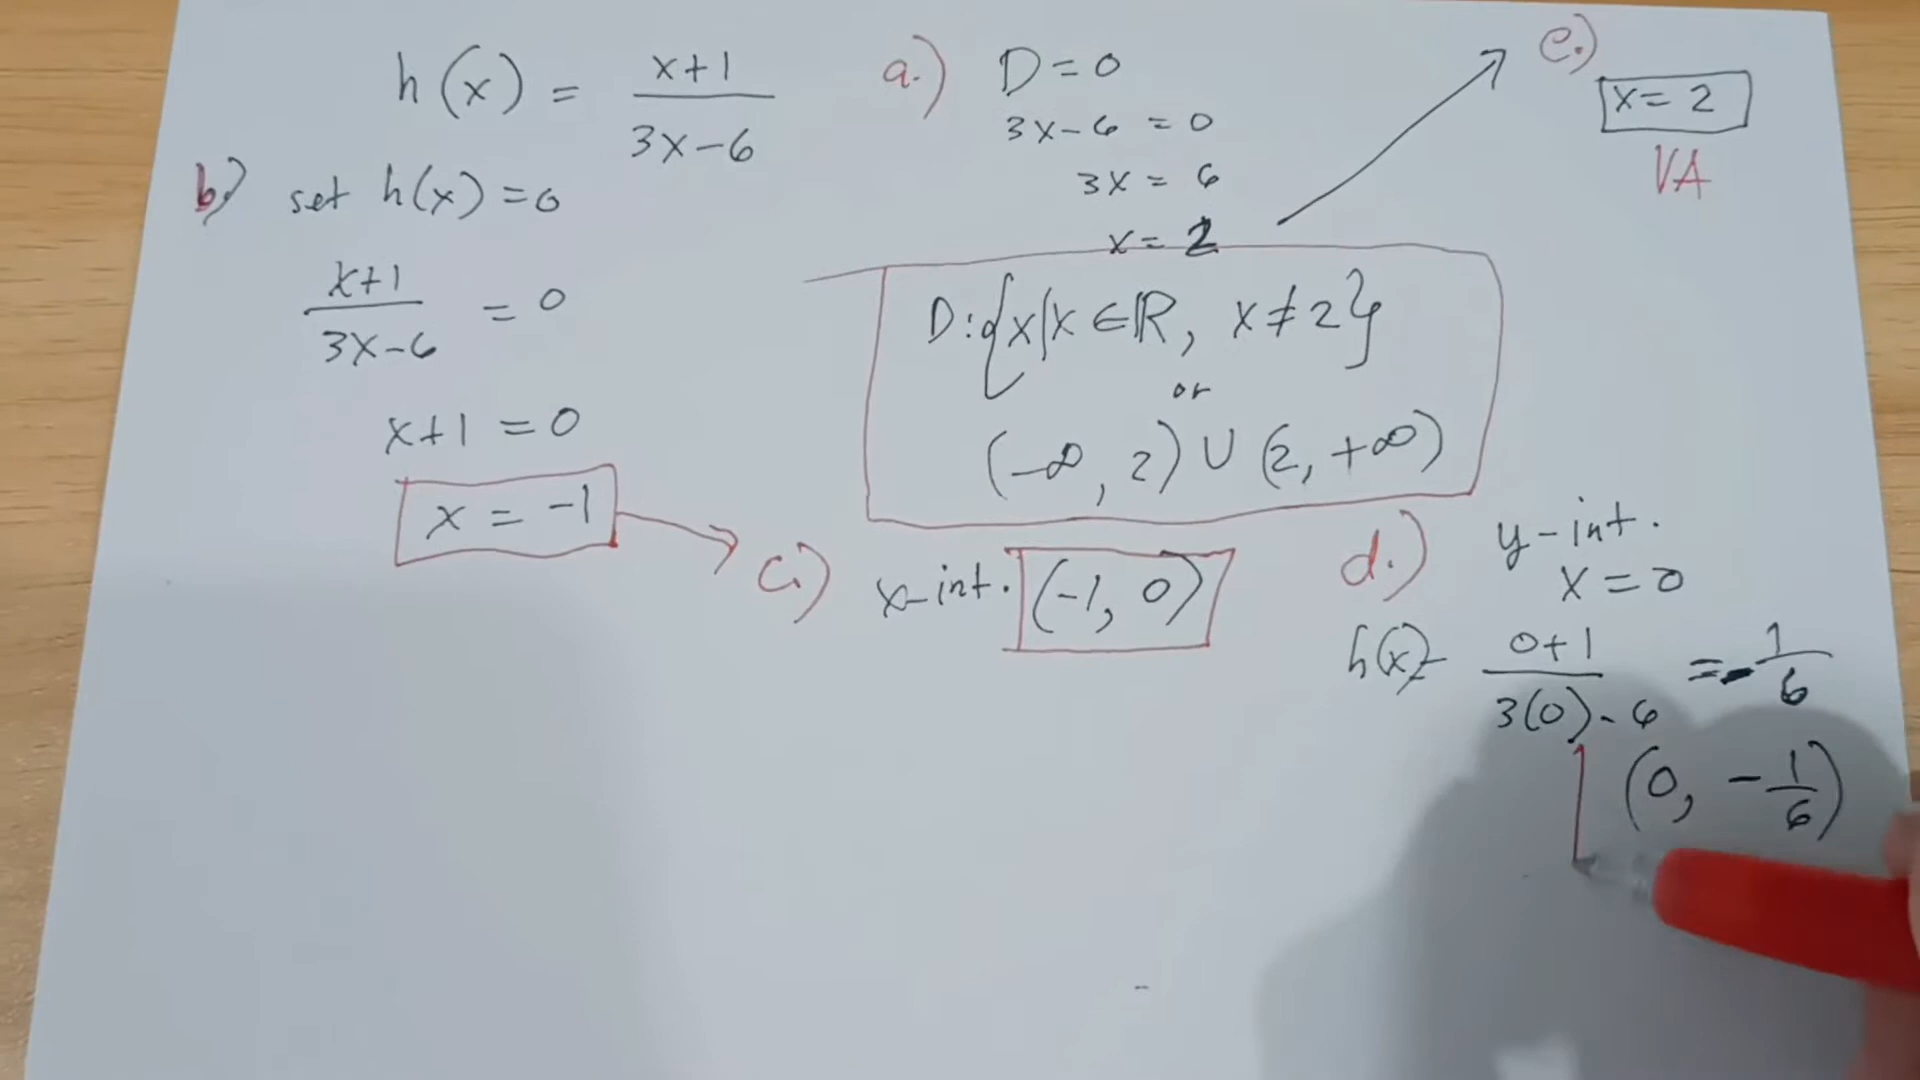 h(x) = x+1 / 3x-6
b.) set h(x) = 0
x+1 / 3x-6 = 0
x+1 = 0
x = -1
a.) D = 0
3x-6 = 0
3x = 6
x = 2
D: {x|x ∈ ℝ, x ≠ 2}
or
(-∞, 2) ∪ (2, +∞)
c.) x-int. (-1, 0)
d.) y-int.
x = 0
h(x) = 0+1 / 3(0)-6 = -1/6
(0, -1/6)
e.)
x = 2
VA